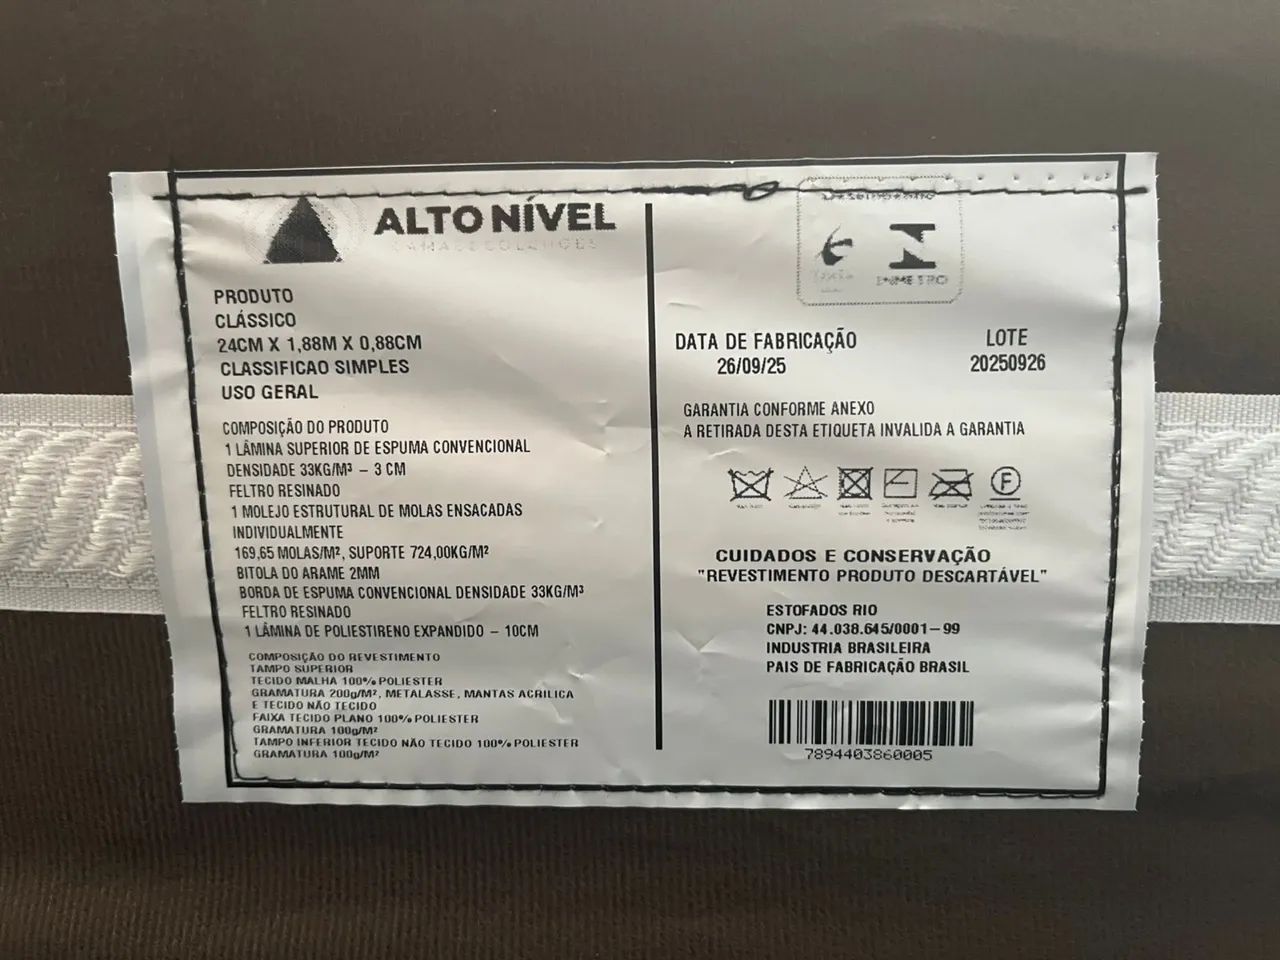 ALTO NÍVEL
PRODUTO
CLÁSSICO
24CM X 1,88M X 0,88CM
CLASSIFICAO SIMPLES
USO GERAL
COMPOSIÇÃO DO PRODUTO
1 LÂMINA SUPERIOR DE ESPUMA CONVENCIONAL
DENSIDADE 33KG/M³ – 3 CM
FELTRO RESINADO
1 MOLEJO ESTRUTURAL DE MOLAS ENSACADAS
INDIVIDUALMENTE
169,65 MOLAS/M², SUPORTE 724,00KG/M²
BITOLA DO ARAME 2MM
BORDA DE ESPUMA CONVENCIONAL DENSIDADE 33KG/M³
FELTRO RESINADO
1 LÂMINA DE POLIESTIRENO EXPANDIDO – 10CM
COMPOSIÇÃO DO REVESTIMENTO
TAMPO SUPERIOR
TECIDO MALHA 100% POLIESTER
GRAMATURA 200g/M², METALASSE, MANTAS ACRILICA
E TECIDO NÃO TECIDO
FAIXA TECIDO PLANO 100% POLIESTER
GRAMATURA 100g/M²
TAMPO INFERIOR TECIDO NÃO TECIDO 100% POLIESTER
GRAMATURA 100g/M²
INMETRO
DATA DE FABRICAÇÃO
26/09/25
LOTE
20250926
GARANTIA CONFORME ANEXO
A RETIRADA DESTA ETIQUETA INVALIDA A GARANTIA
F
CUIDADOS E CONSERVAÇÃO
"REVESTIMENTO PRODUTO DESCARTÁVEL"
ESTOFADOS RIO
CNPJ: 44.038.645/0001-99
INDUSTRIA BRASILEIRA
PAIS DE FABRICAÇÃO BRASIL
7894403860005